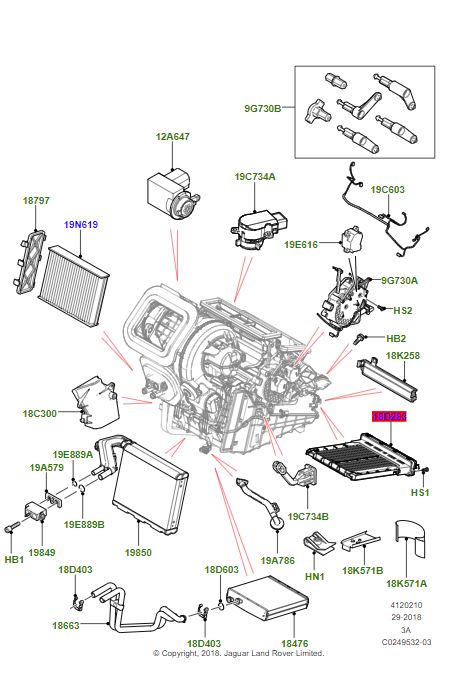 9G730B
12A647
18797
19C734A
19C603
19N619
19E616
9G730A
HS2
HB2
18K258
18C300
19E889A
19A579
HS1
19C734B
19E889B
HB1
19849
19850
19A786
HN1
18K571B
18K571A
18D403
18D603
18663
18D403
18476
4120210
29-2018
3A
C0249532-03
© Copyright, 2018. Jaguar Land Rover Limited.